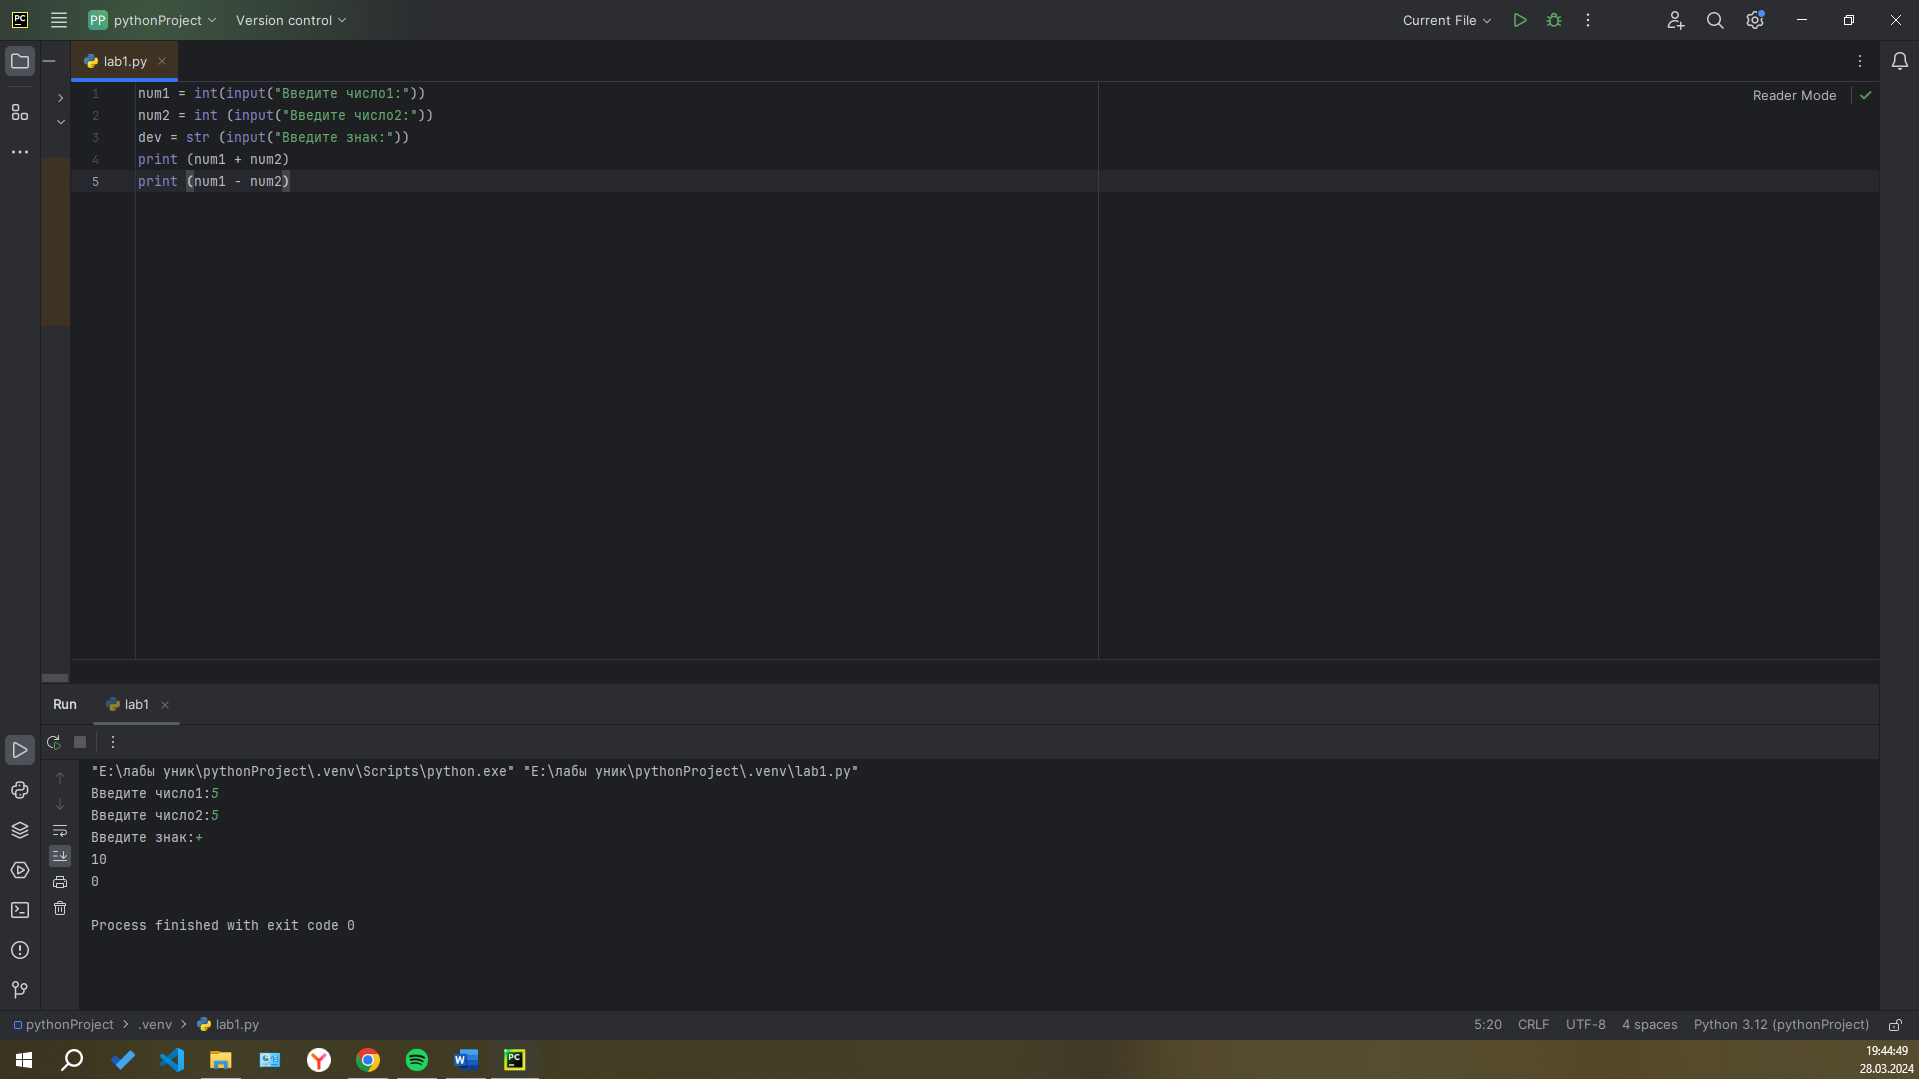 PC PP pythonProject Version control Current File
lab1.py
Reader Mode
1 num1 = int(input("Введите число1:"))
2 num2 = int (input("Введите число2:"))
3 dev = str (input("Введите знак:"))
4 print (num1 + num2)
5 print (num1 - num2)
Run lab1
"E:\лабы уник\pythonProject\.venv\Scripts\python.exe" "E:\лабы уник\pythonProject\.venv\lab1.py"
Введите число1:5
Введите число2:5
Введите знак:+
10
0
Process finished with exit code 0
pythonProject > .venv > lab1.py 5:20 CRLF UTF-8 4 spaces Python 3.12 (pythonProject)
W PC 19:44:49
28.03.2024